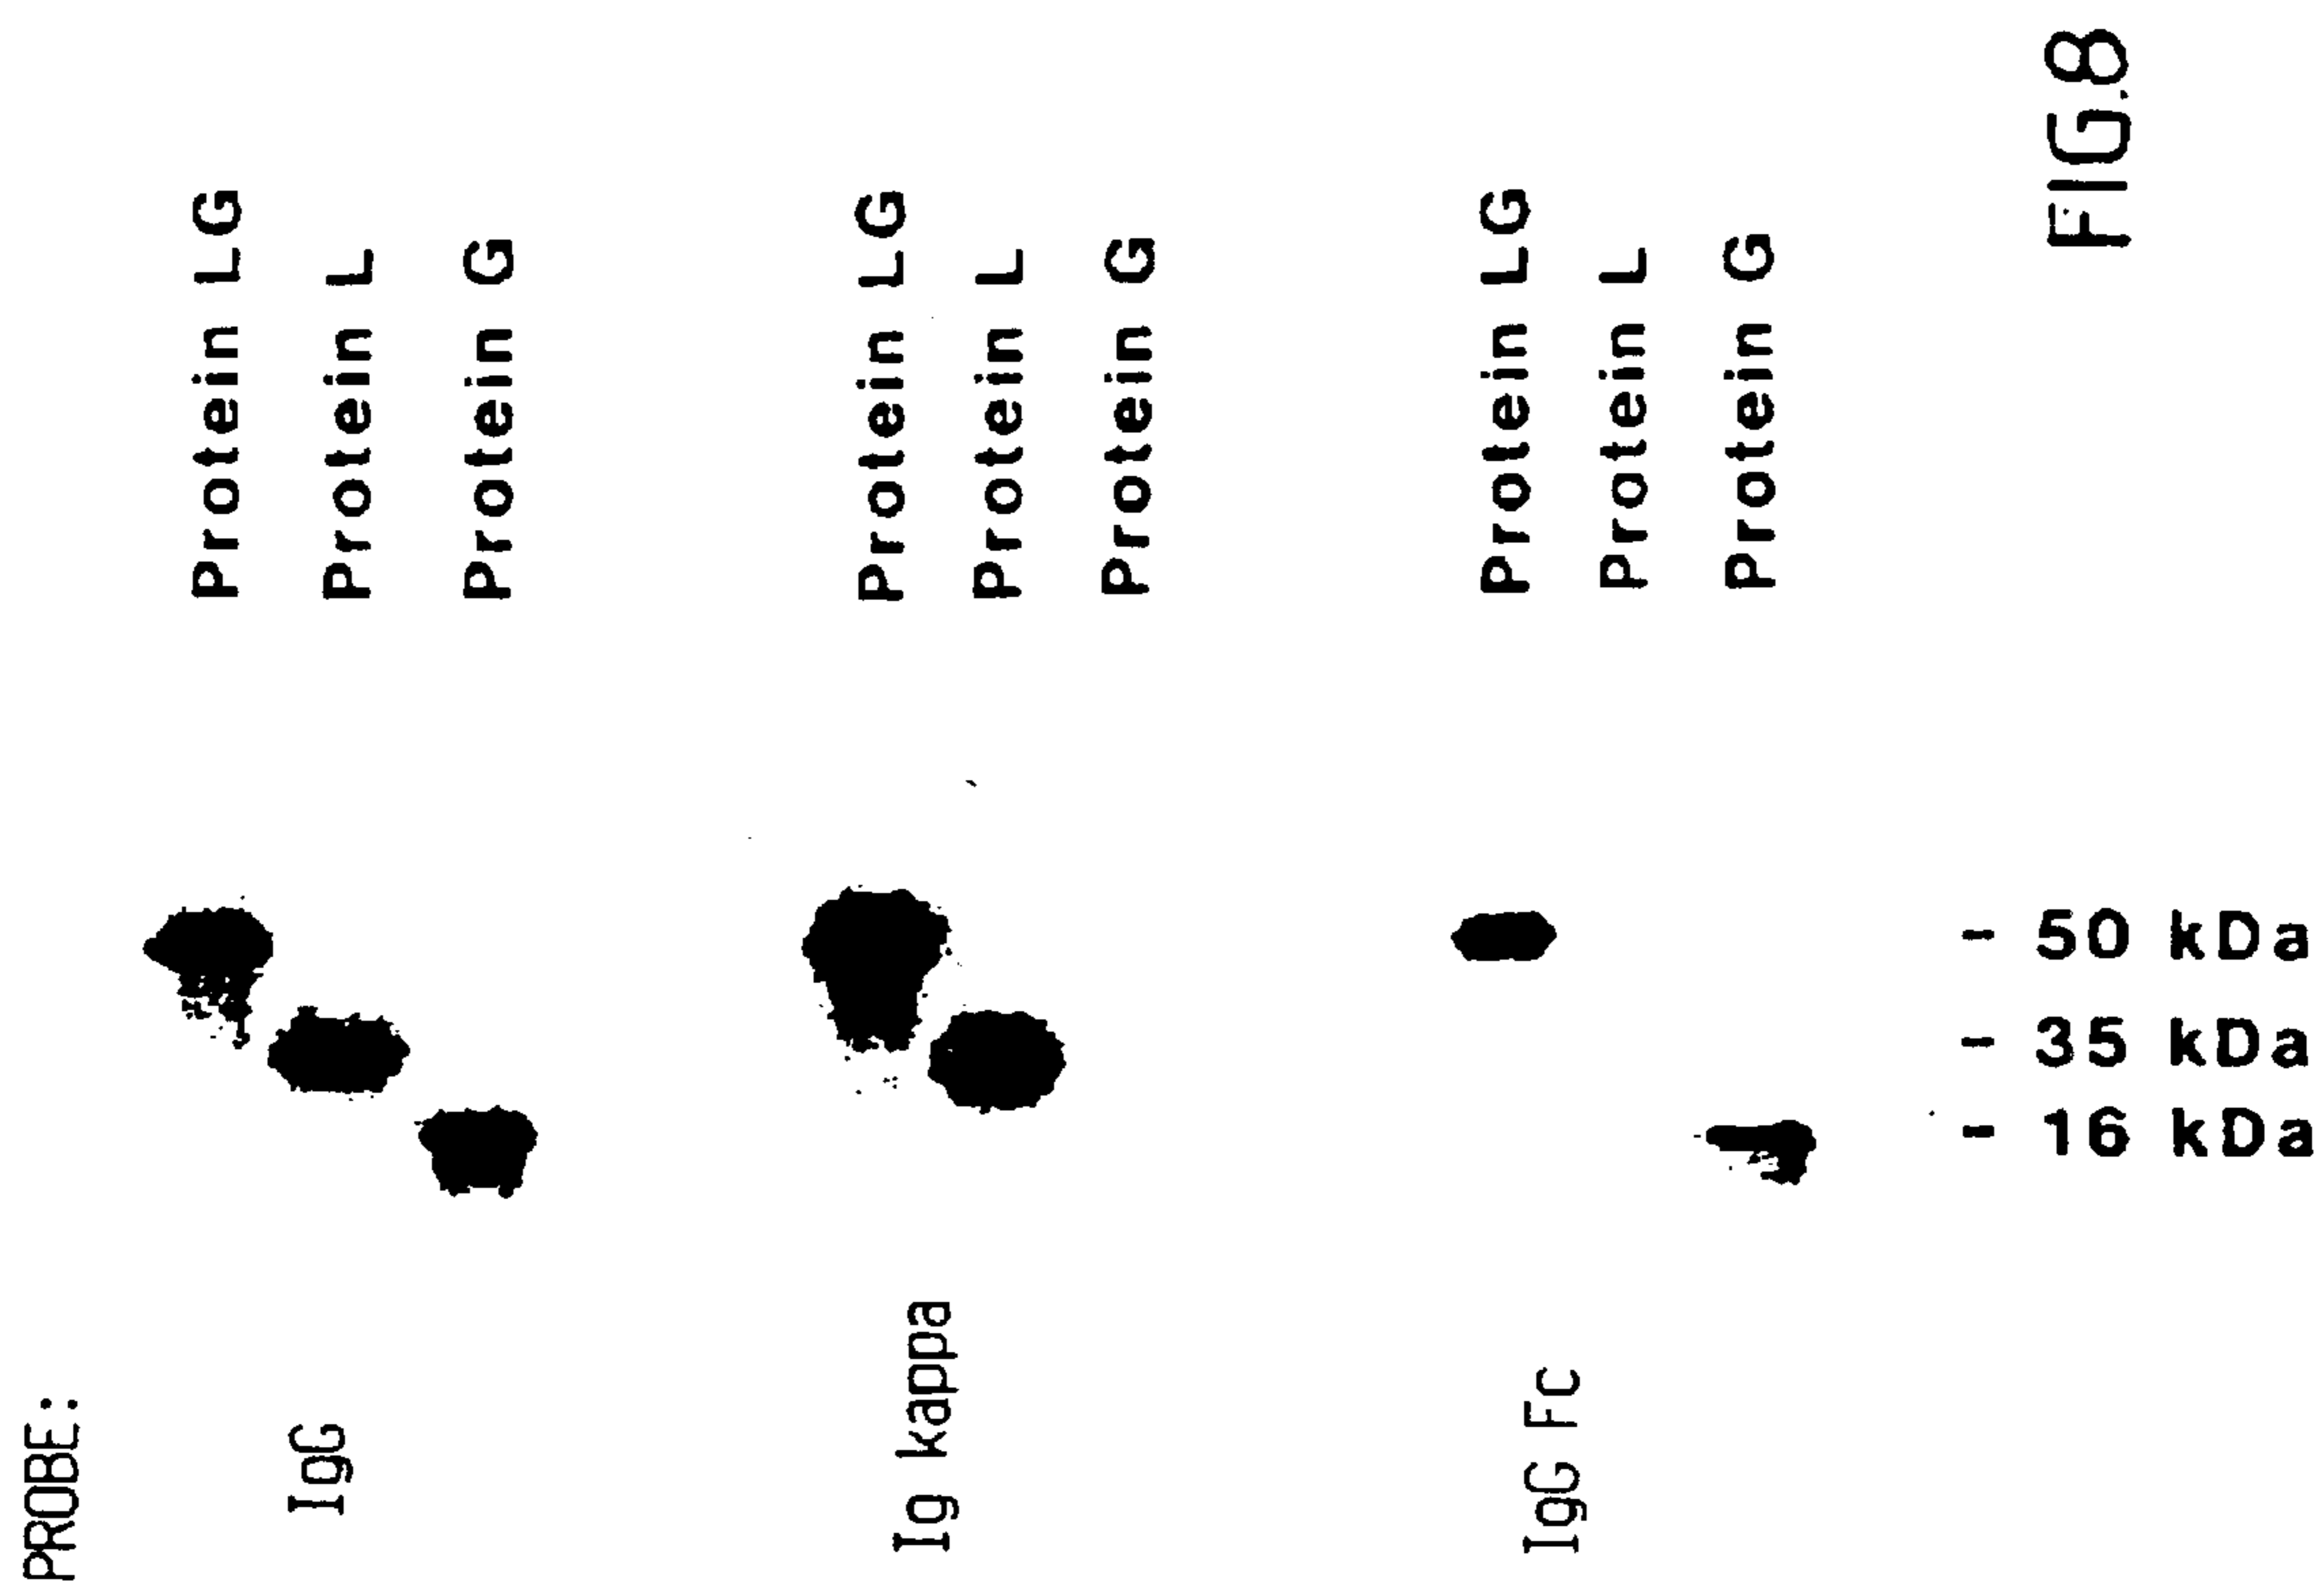 Protein LG
Protein L
Protein G
Protein LG
Protein L
Protein G
Protein LG
Protein L
Protein G
FIG.8
- 50 kDa
- 35 kDa
- 16 kDa
PROBE:
IgG
Ig kappa
IgG Fc